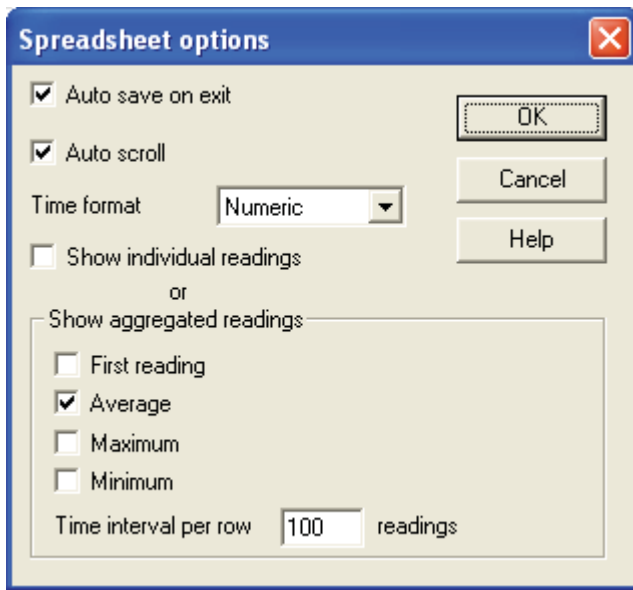 Spreadsheet options
Auto save on exit
OK
Auto scroll
Cancel
Time format Numeric
Help
Show individual readings
or
Show aggregated readings
First reading
Average
Maximum
Minimum
Time interval per row 100 readings